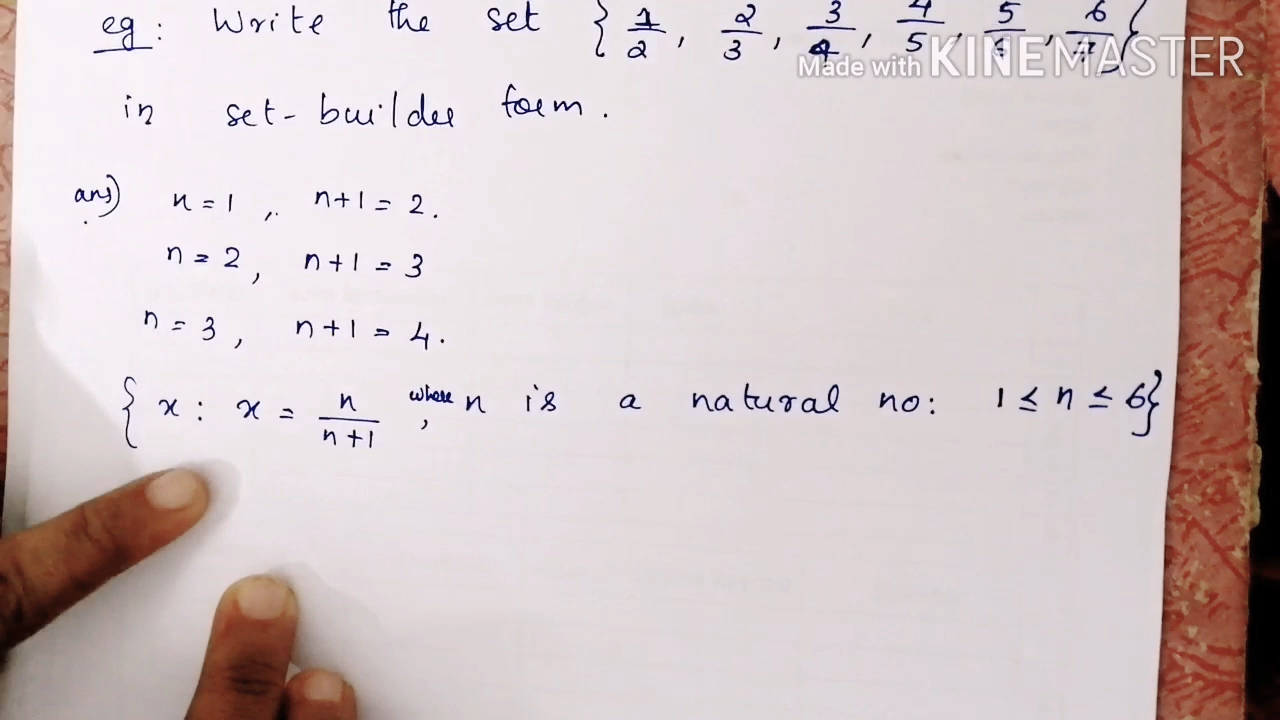 eg: Write the set { 1/2, 2/3, 3/4, 4/5, 5/6, 6/7 }
Made with KINEMASTER
in set-builder form.
ans) n = 1, n+1 = 2.
n = 2, n+1 = 3
n = 3, n+1 = 4.
{ x : x = n/(n+1), where n is a natural no: 1 ≤ n ≤ 6}